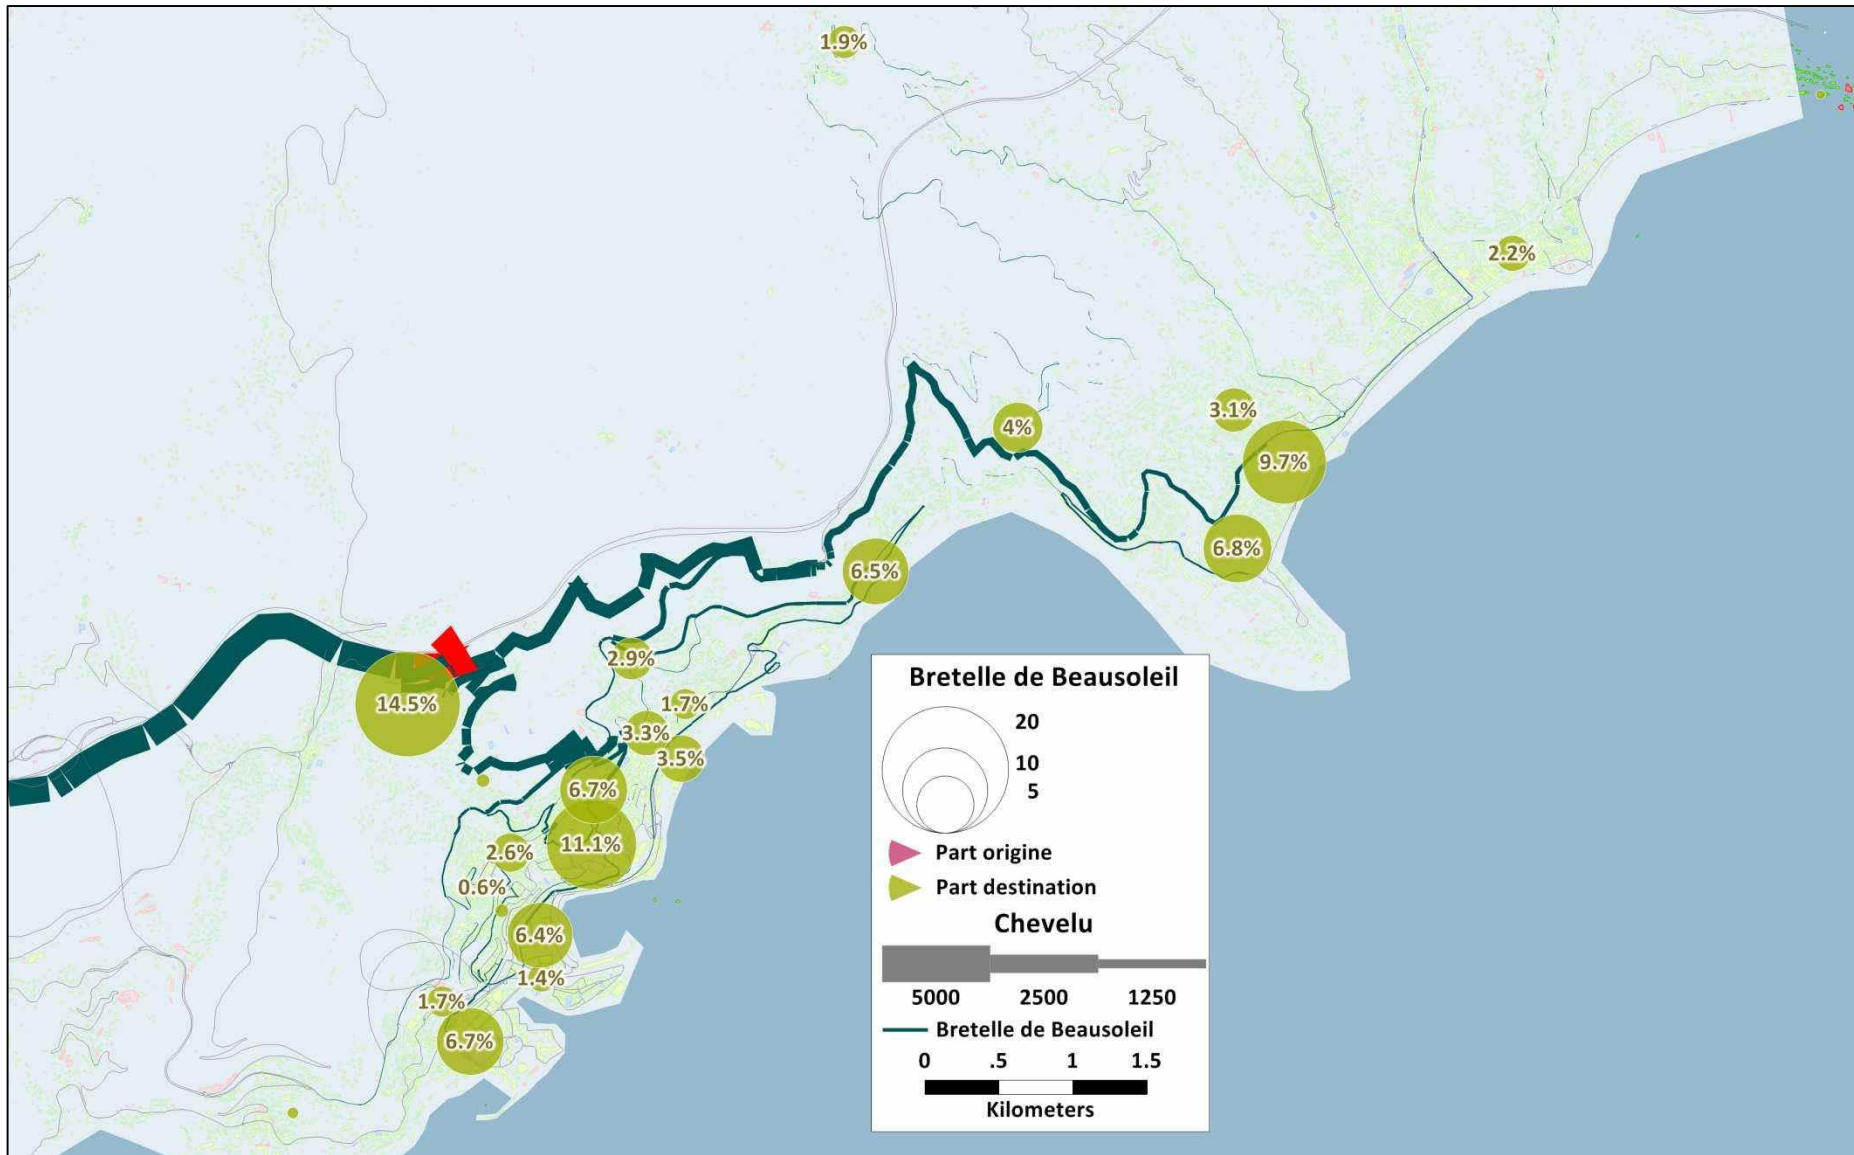 1.9%
2.2%
3.1%
4%
9.7%
6.8%
6.5%
2.9%
14.5%
1.7%
3.3%
3.5%
6.7%
11.1%
2.6%
0.6%
6.4%
1.4%
1.7%
6.7%
Bretelle de Beausoleil
20
10
5
Part origine
Part destination
Chevelu
5000 2500 1250
Bretelle de Beausoleil
0 .5 1 1.5
Kilometers